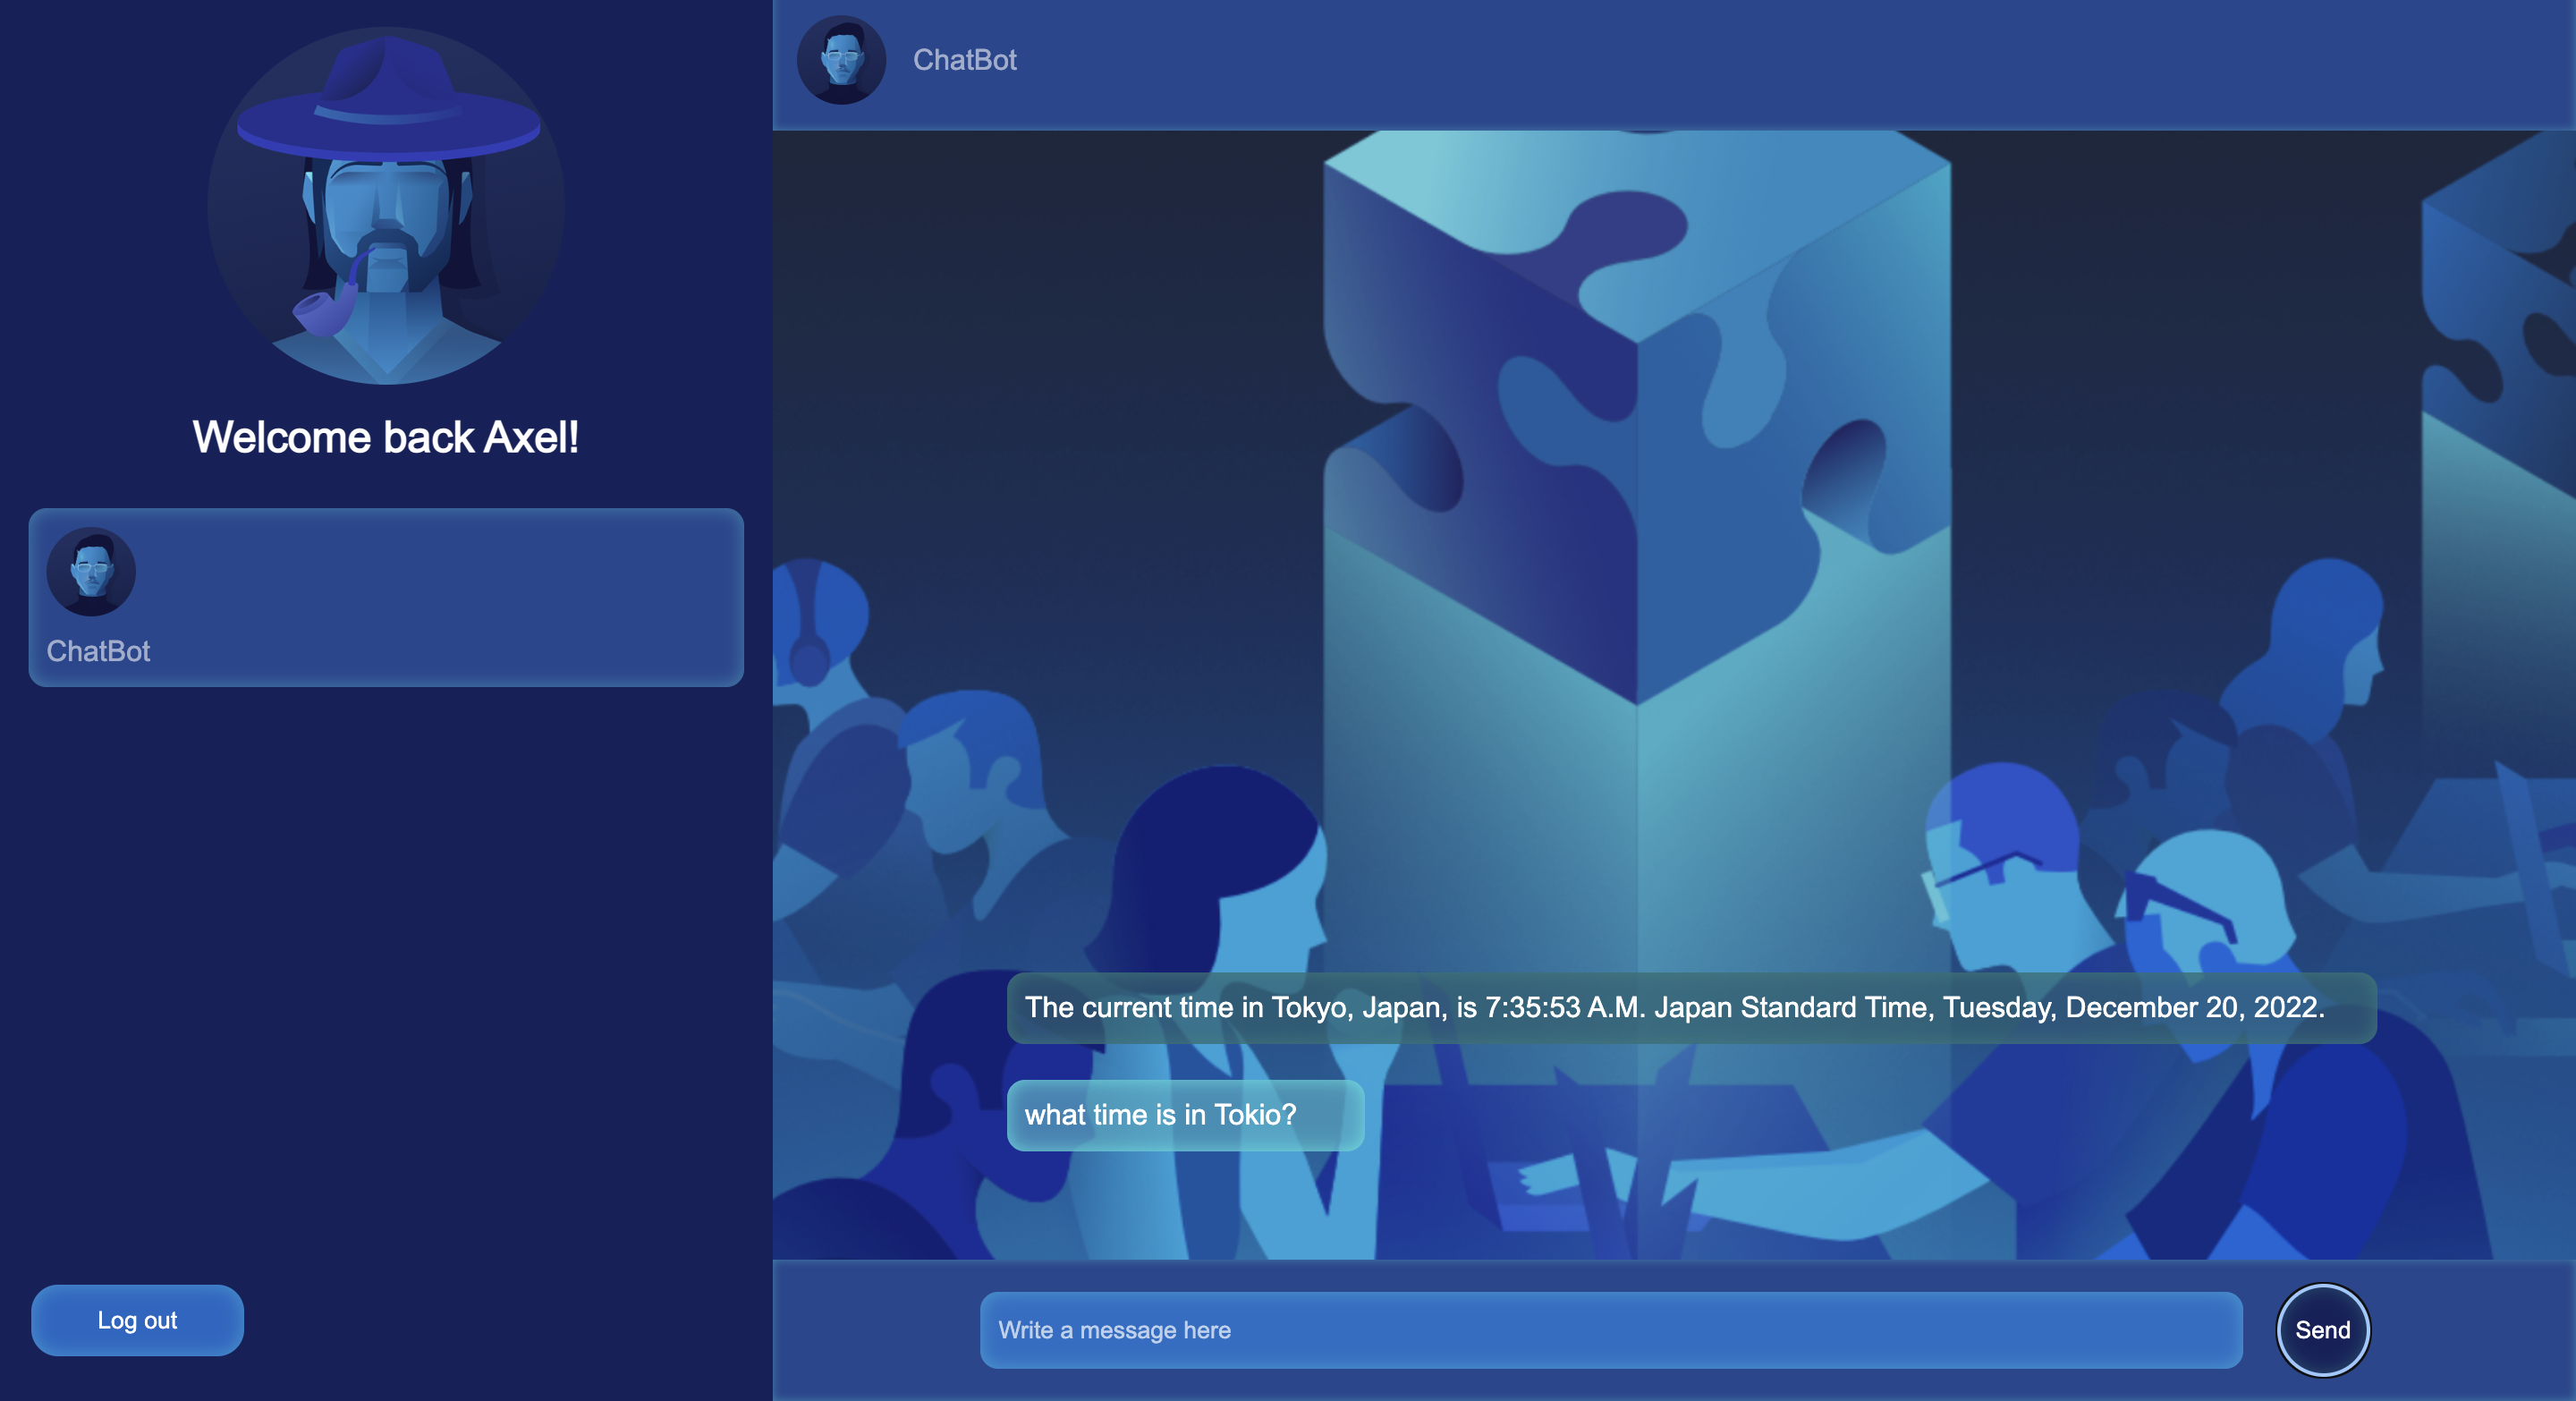 Welcome back Axel!
ChatBot
Log out
ChatBot
The current time in Tokyo, Japan, is 7:35:53 A.M. Japan Standard Time, Tuesday, December 20, 2022.
what time is in Tokio?
Write a message here
Send